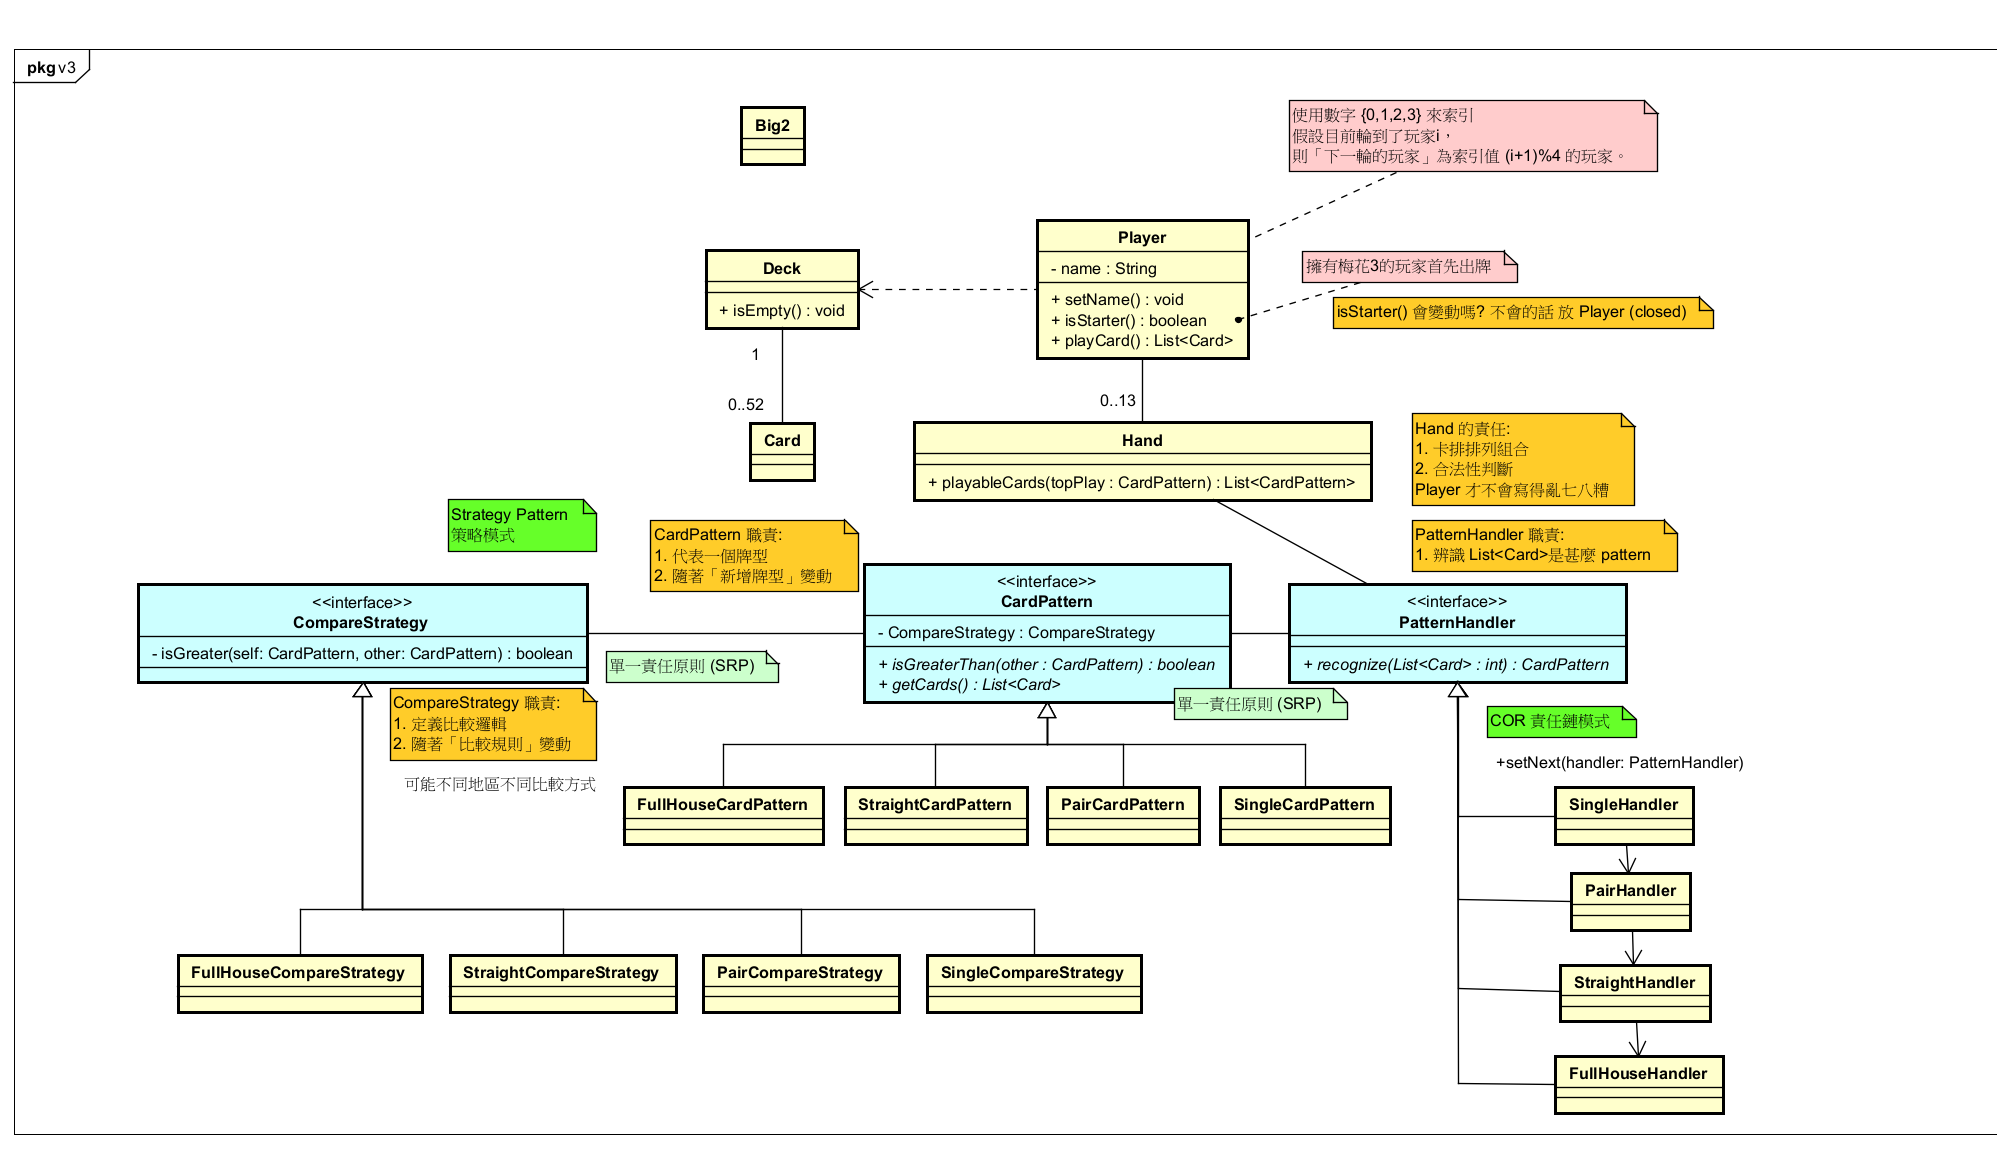 pkg v3
Big2
使用數字 {0,1,2,3} 來索引
假設目前輪到了玩家i，
則「下一輪的玩家」為索引值 (i+1)%4 的玩家。
Player
- name : String
+ setName() : void
+ isStarter() : boolean
+ playCard() : List<Card>
擁有梅花3的玩家首先出牌
isStarter() 會變動嗎? 不會的話 放 Player (closed)
Deck
+ isEmpty() : void
1
0..52
Card
0..13
Hand
+ playableCards(topPlay : CardPattern) : List<CardPattern>
Hand 的責任:
1. 卡排排列組合
2. 合法性判斷
Player 才不會寫得亂七八糟
Strategy Pattern
策略模式
CardPattern 職責:
1. 代表一個牌型
2. 隨著「新增牌型」變動
PatternHandler 職責:
1. 辨識 List<Card>是甚麼 pattern
<<interface>>
CompareStrategy
- isGreater(self: CardPattern, other: CardPattern) : boolean
單一責任原則 (SRP)
<<interface>>
CardPattern
- CompareStrategy : CompareStrategy
+ isGreaterThan(other : CardPattern) : boolean
+ getCards() : List<Card>
單一責任原則 (SRP)
<<interface>>
PatternHandler
+ recognize(List<Card> : int) : CardPattern
CompareStrategy 職責:
1. 定義比較邏輯
2. 隨著「比較規則」變動
可能不同地區不同比較方式
COR 責任鏈模式
+setNext(handler: PatternHandler)
FullHouseCardPattern
StraightCardPattern
PairCardPattern
SingleCardPattern
SingleHandler
PairHandler
StraightHandler
FullHouseHandler
FullHouseCompareStrategy
StraightCompareStrategy
PairCompareStrategy
SingleCompareStrategy